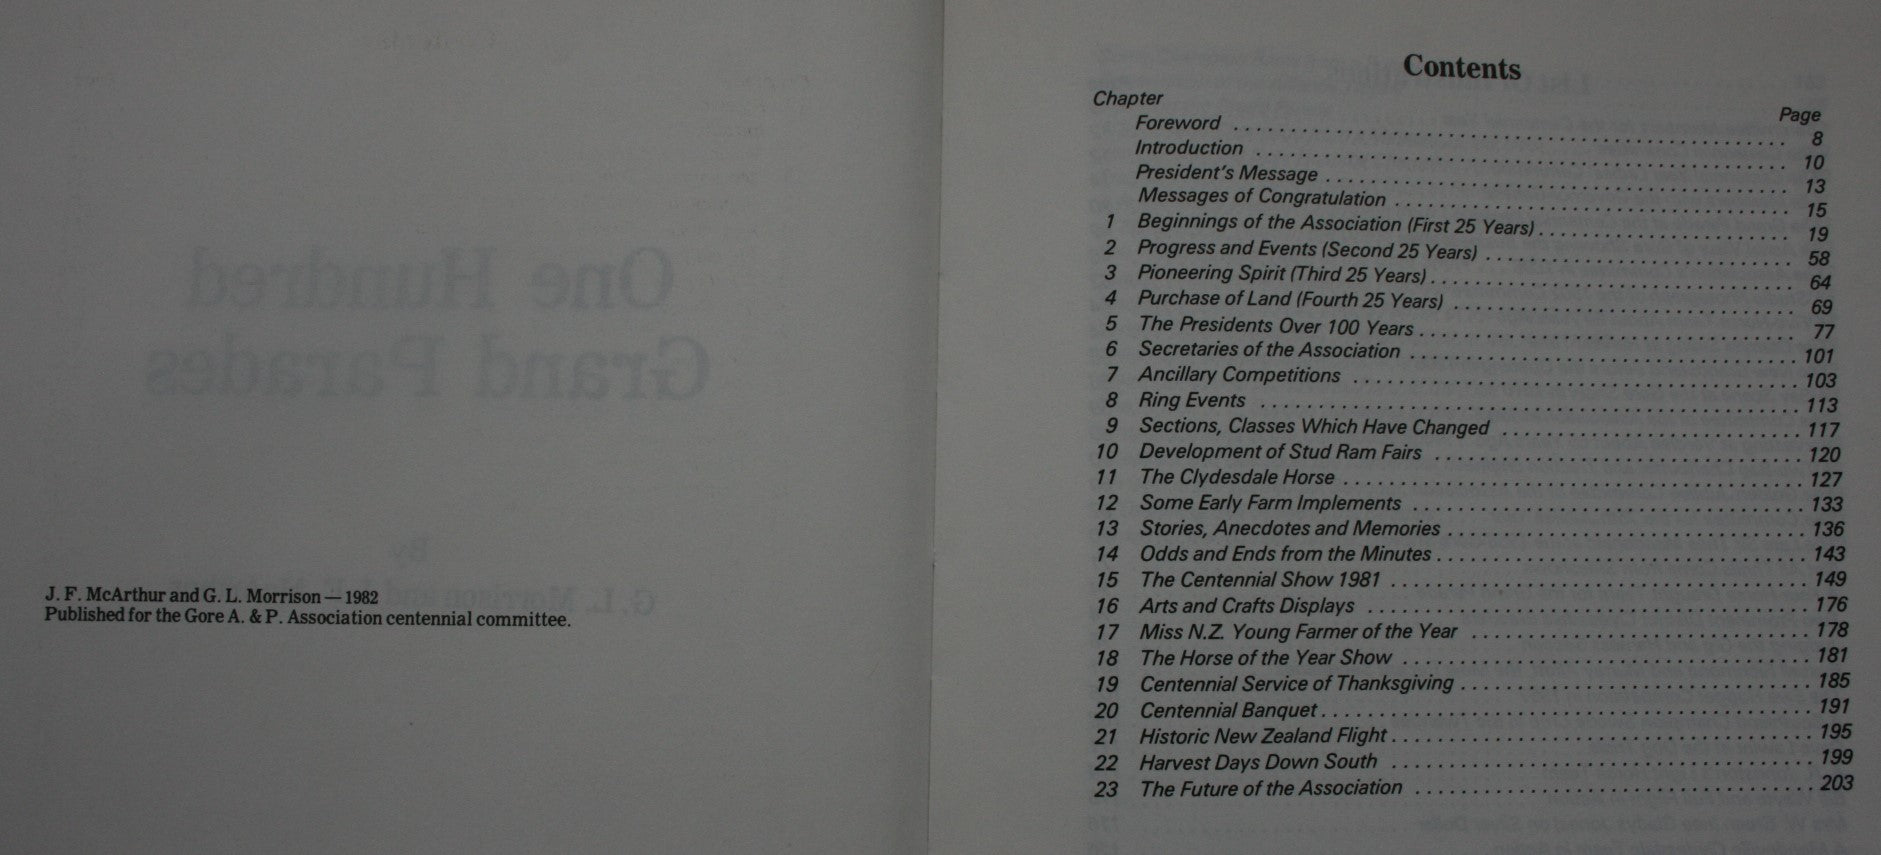 J. F. McArthur and G. L. Morrison — 1982
Published for the Gore A. & P. Association centennial committee.
One Hundred
Grand Parades
By
G. L. Morrison and
Contents
Chapter Page
Foreword . . . . . . . . . . 8
Introduction . . . . . . . . . . 10
President's Message . . . . . . . . . . 13
Messages of Congratulation . . . . . . . . . . 15
1 Beginnings of the Association (First 25 Years) . . . . . . . . . . 19
2 Progress and Events (Second 25 Years) . . . . . . . . . . 58
3 Pioneering Spirit (Third 25 Years) . . . . . . . . . . 64
4 Purchase of Land (Fourth 25 Years) . . . . . . . . . . 69
5 The Presidents Over 100 Years . . . . . . . . . . 77
6 Secretaries of the Association . . . . . . . . . . 101
7 Ancillary Competitions . . . . . . . . . . 103
8 Ring Events . . . . . . . . . . 113
9 Sections, Classes Which Have Changed . . . . . . . . . . 117
10 Development of Stud Ram Fairs . . . . . . . . . . 120
11 The Clydesdale Horse . . . . . . . . . . 127
12 Some Early Farm Implements . . . . . . . . . . 133
13 Stories, Anecdotes and Memories . . . . . . . . . . 136
14 Odds and Ends from the Minutes . . . . . . . . . . 143
15 The Centennial Show 1981 . . . . . . . . . . 149
16 Arts and Crafts Displays . . . . . . . . . . 176
17 Miss N.Z. Young Farmer of the Year . . . . . . . . . . 178
18 The Horse of the Year Show . . . . . . . . . . 181
19 Centennial Service of Thanksgiving . . . . . . . . . . 185
20 Centennial Banquet . . . . . . . . . . 191
21 Historic New Zealand Flight . . . . . . . . . . 195
22 Harvest Days Down South . . . . . . . . . . 199
23 The Future of the Association . . . . . . . . . . 203